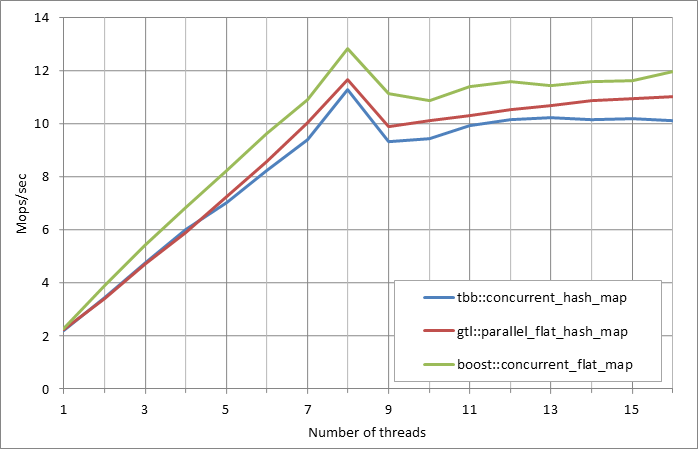 14
12
10
8
6
4
2
0
Mops/sec
tbb::concurrent_hash_map
gtl::parallel_flat_hash_map
boost::concurrent_flat_map
1 3 5 7 9 11 13 15
Number of threads